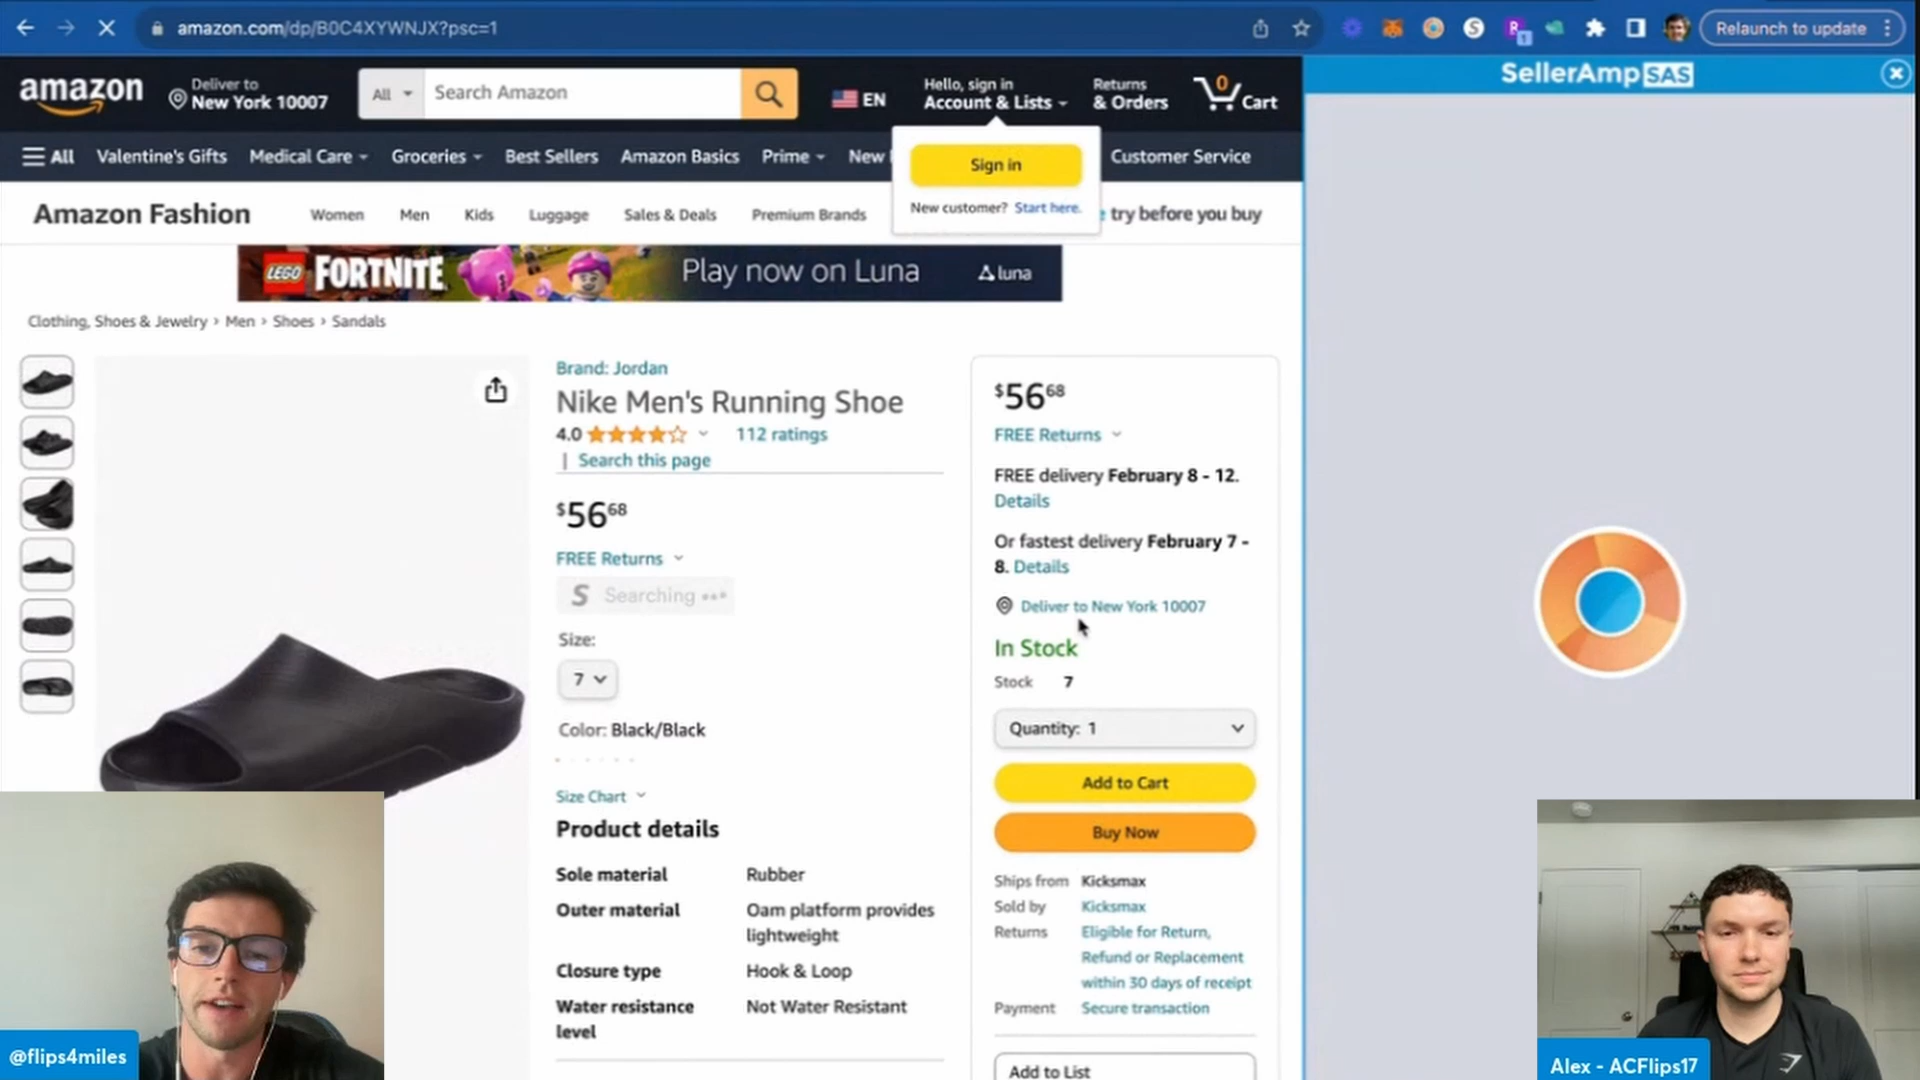 amazon.com/dp/B0C4XYWNJX?psc=1
Relaunch to update
amazon
Deliver to
New York 10007
All
Search Amazon
EN
Hello, sign in
Account & Lists
Returns
& Orders
0
Cart
SellerAmp SAS
All
Valentine's Gifts
Medical Care
Groceries
Best Sellers
Amazon Basics
Prime
New
Customer Service
Sign in
New customer? Start here.
Amazon Fashion
Women
Men
Kids
Luggage
Sales & Deals
Premium Brands
try before you buy
LEGO FORTNITE
Play now on Luna
luna
Clothing, Shoes & Jewelry › Men › Shoes › Sandals
Brand: Jordan
Nike Men's Running Shoe
4.0
112 ratings
| Search this page
$56 68
FREE Returns
S Searching •••
Size:
7
Color: Black/Black
Size Chart
Product details
Sole material Rubber
Outer material Oam platform provides
lightweight
Closure type Hook & Loop
Water resistance Not Water Resistant
level
$56 68
FREE Returns
FREE delivery February 8 - 12.
Details
Or fastest delivery February 7 -
8. Details
Deliver to New York 10007
In Stock
Stock 7
Quantity: 1
Add to Cart
Buy Now
Ships from Kicksmax
Sold by Kicksmax
Returns Eligible for Return,
Refund or Replacement
within 30 days of receipt
Payment Secure transaction
Add to List
@flips4miles
Alex - ACFlips17